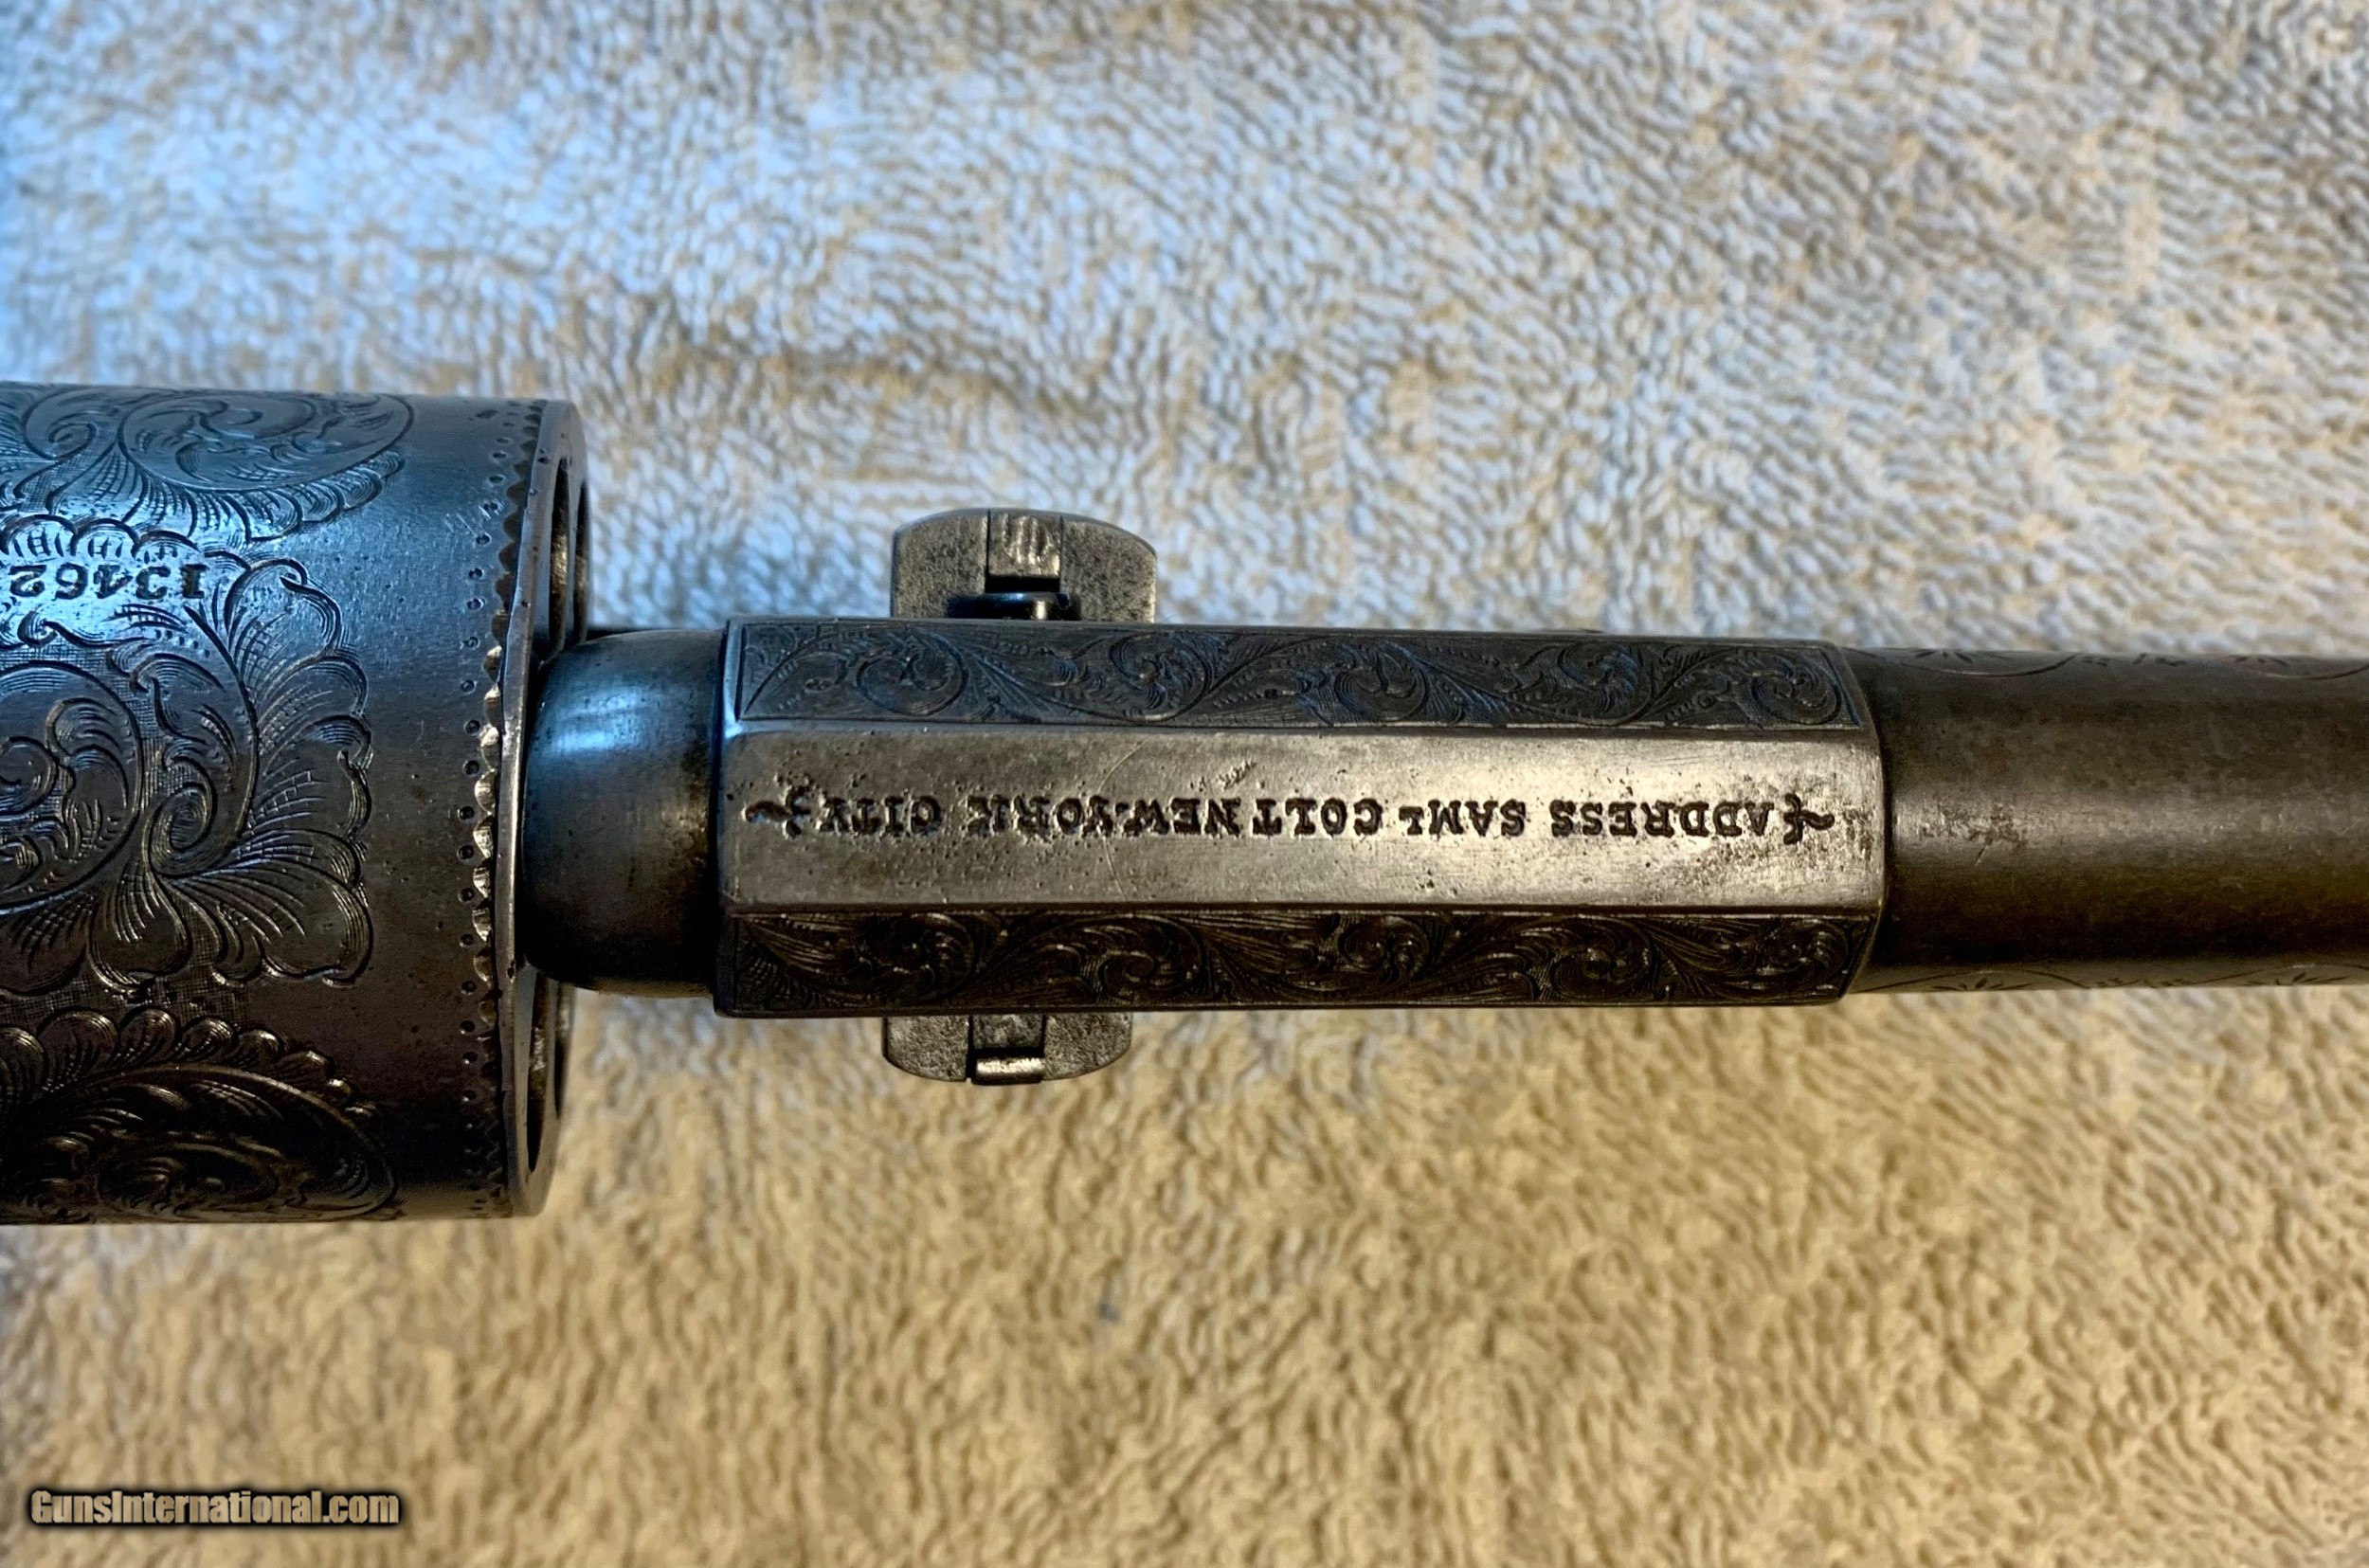 13462
ADDRESS SAML COLT NEW-YORK CITY
GunsInternational.com